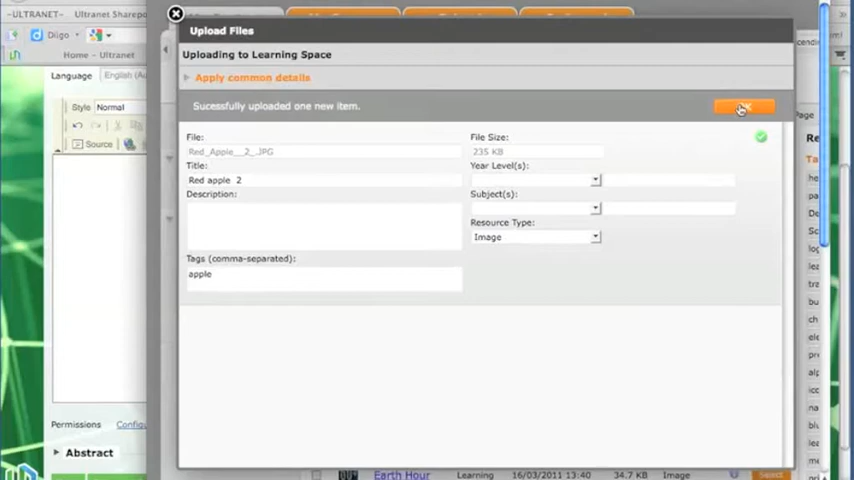 -ULTRANET- Ultranet Sharepo
Upload Files
Diigo
Home - Ultranet
Uploading to Learning Space
Language
English (Au
Apply common details
Style
Normal
Sucessfully uploaded one new item.
OK
Page
Source
File:
File Size:
Red_Apple__2_.JPG
235 KB
Title:
Year Level(s):
Red apple 2
Description:
Subject(s):
Resource Type:
Image
Tags (comma-separated):
apple
Permissions
Abstract
Earth Hour
Learning
16/03/2011 13:40
34.7 KB
Image
Select